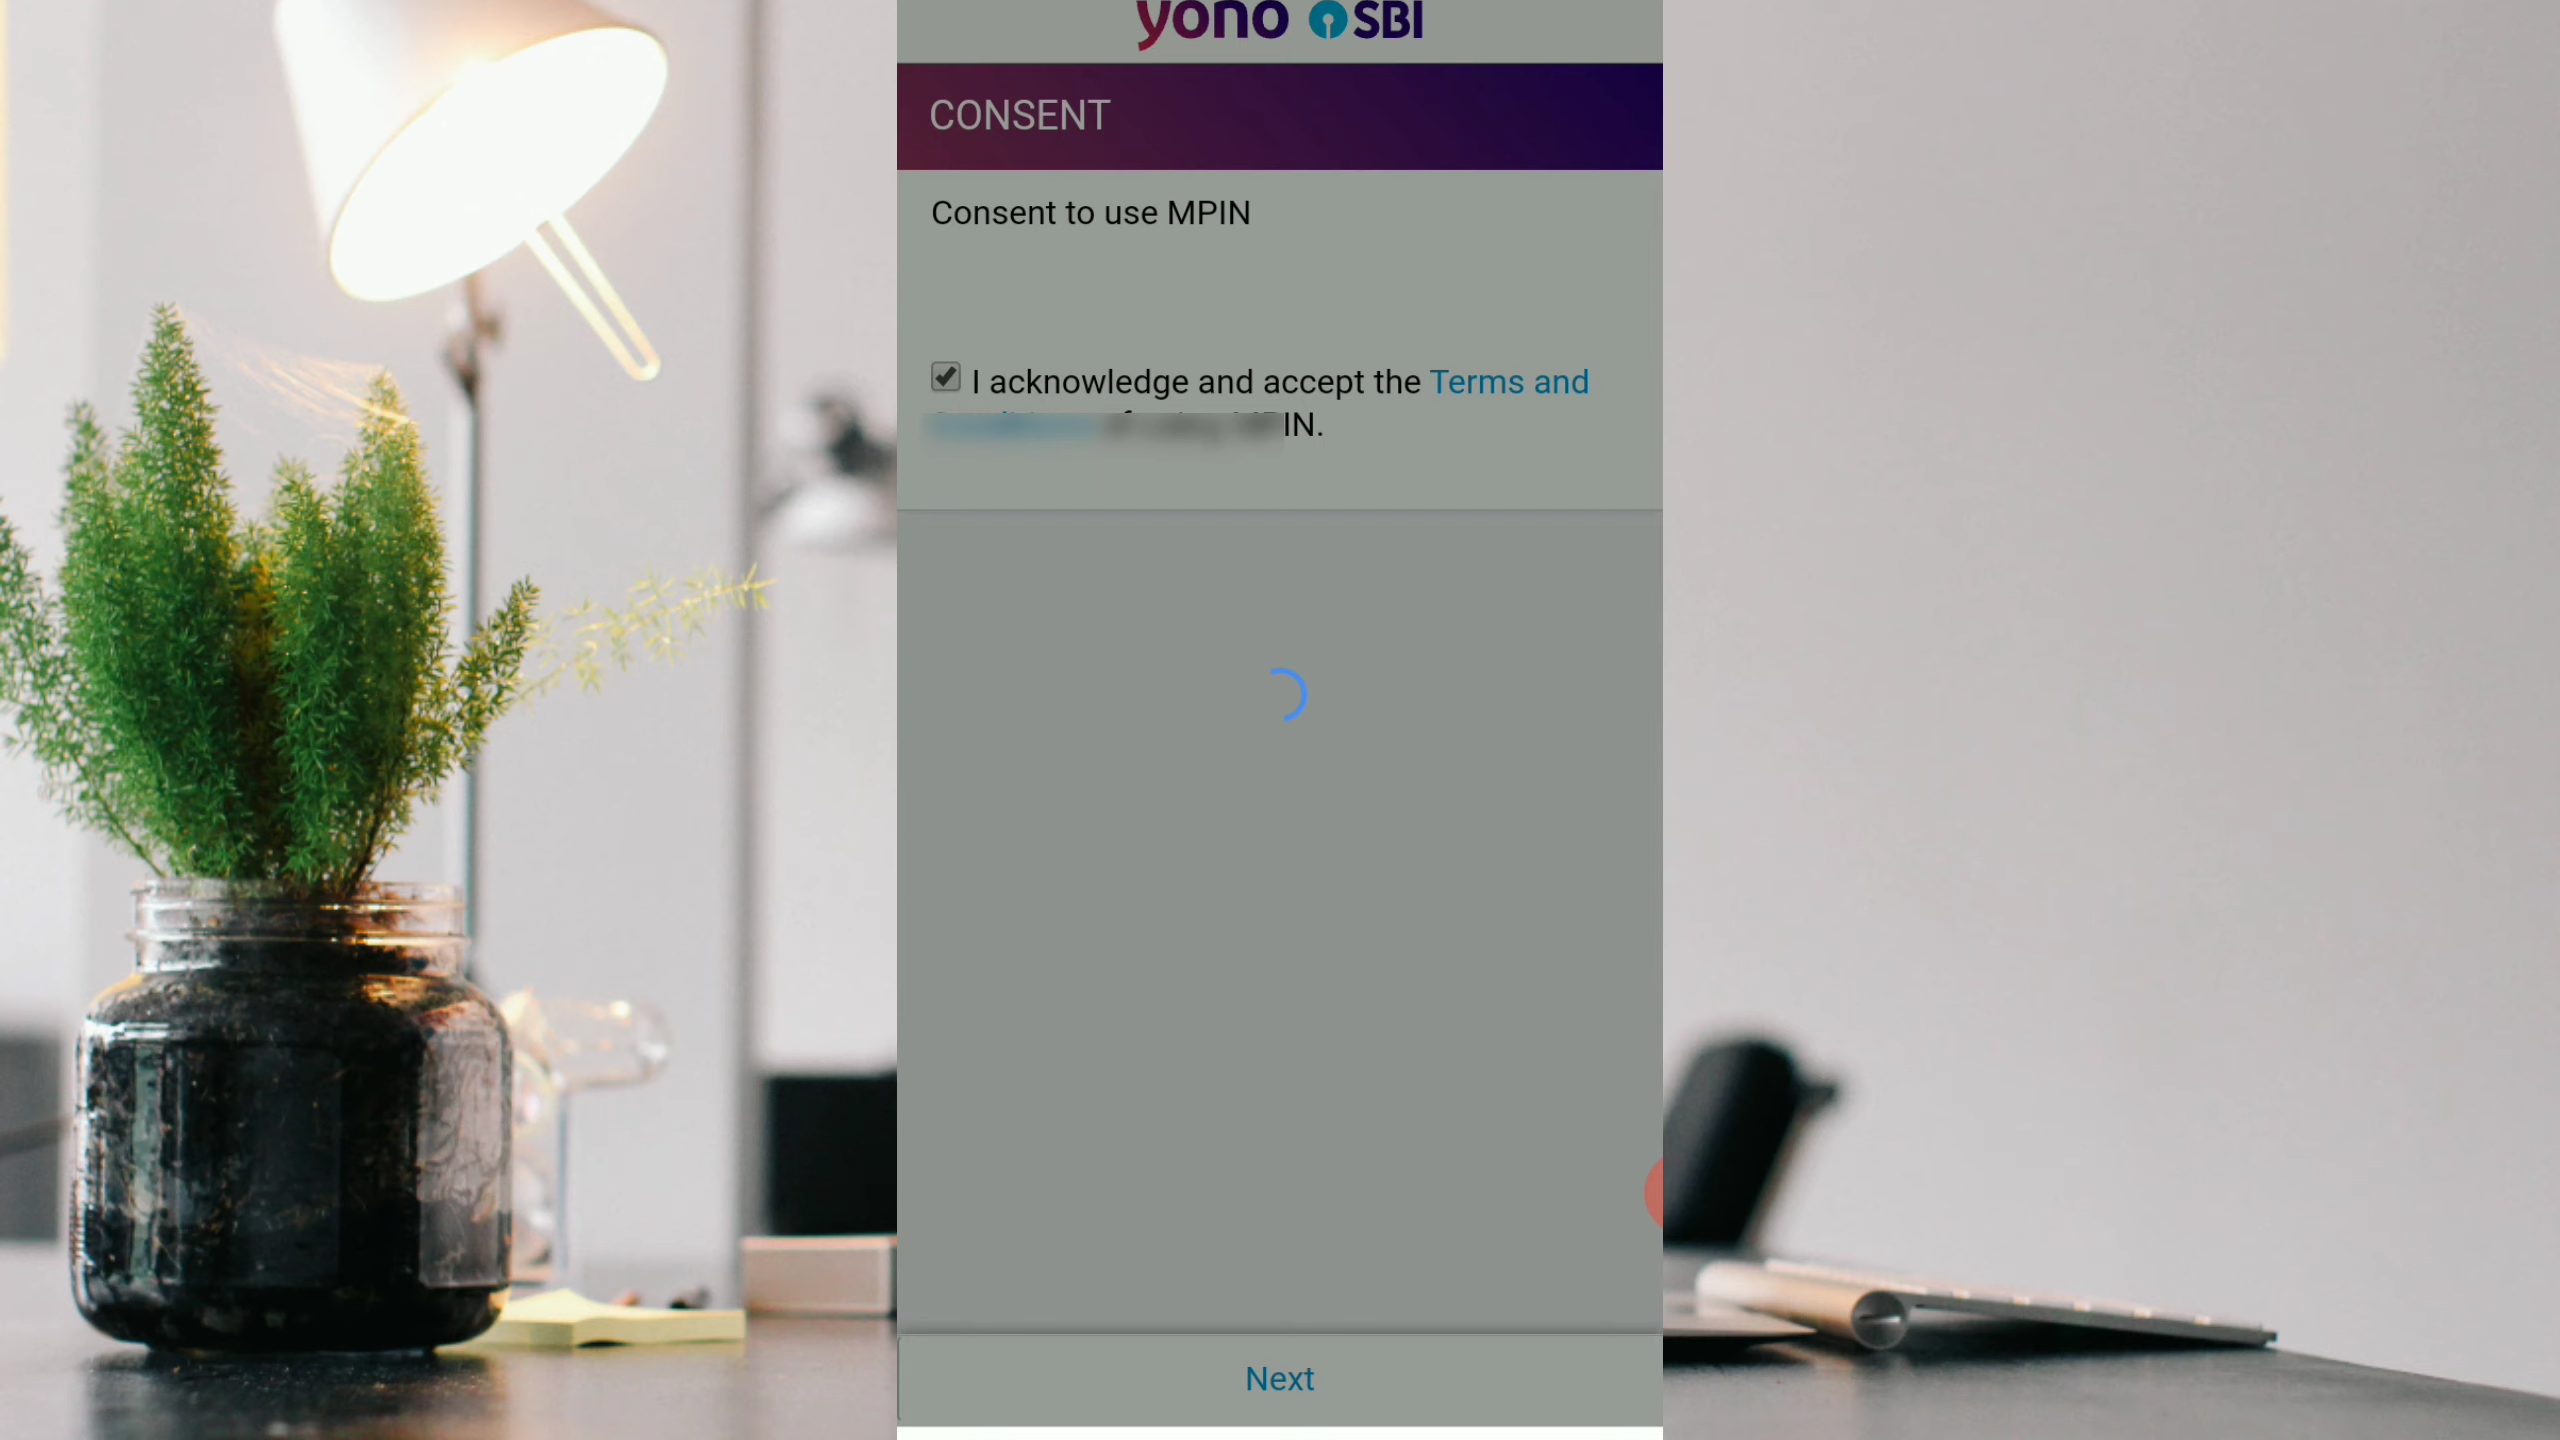 yono SBI
CONSENT
Consent to use MPIN
I acknowledge and accept the Terms and
IN.
Next